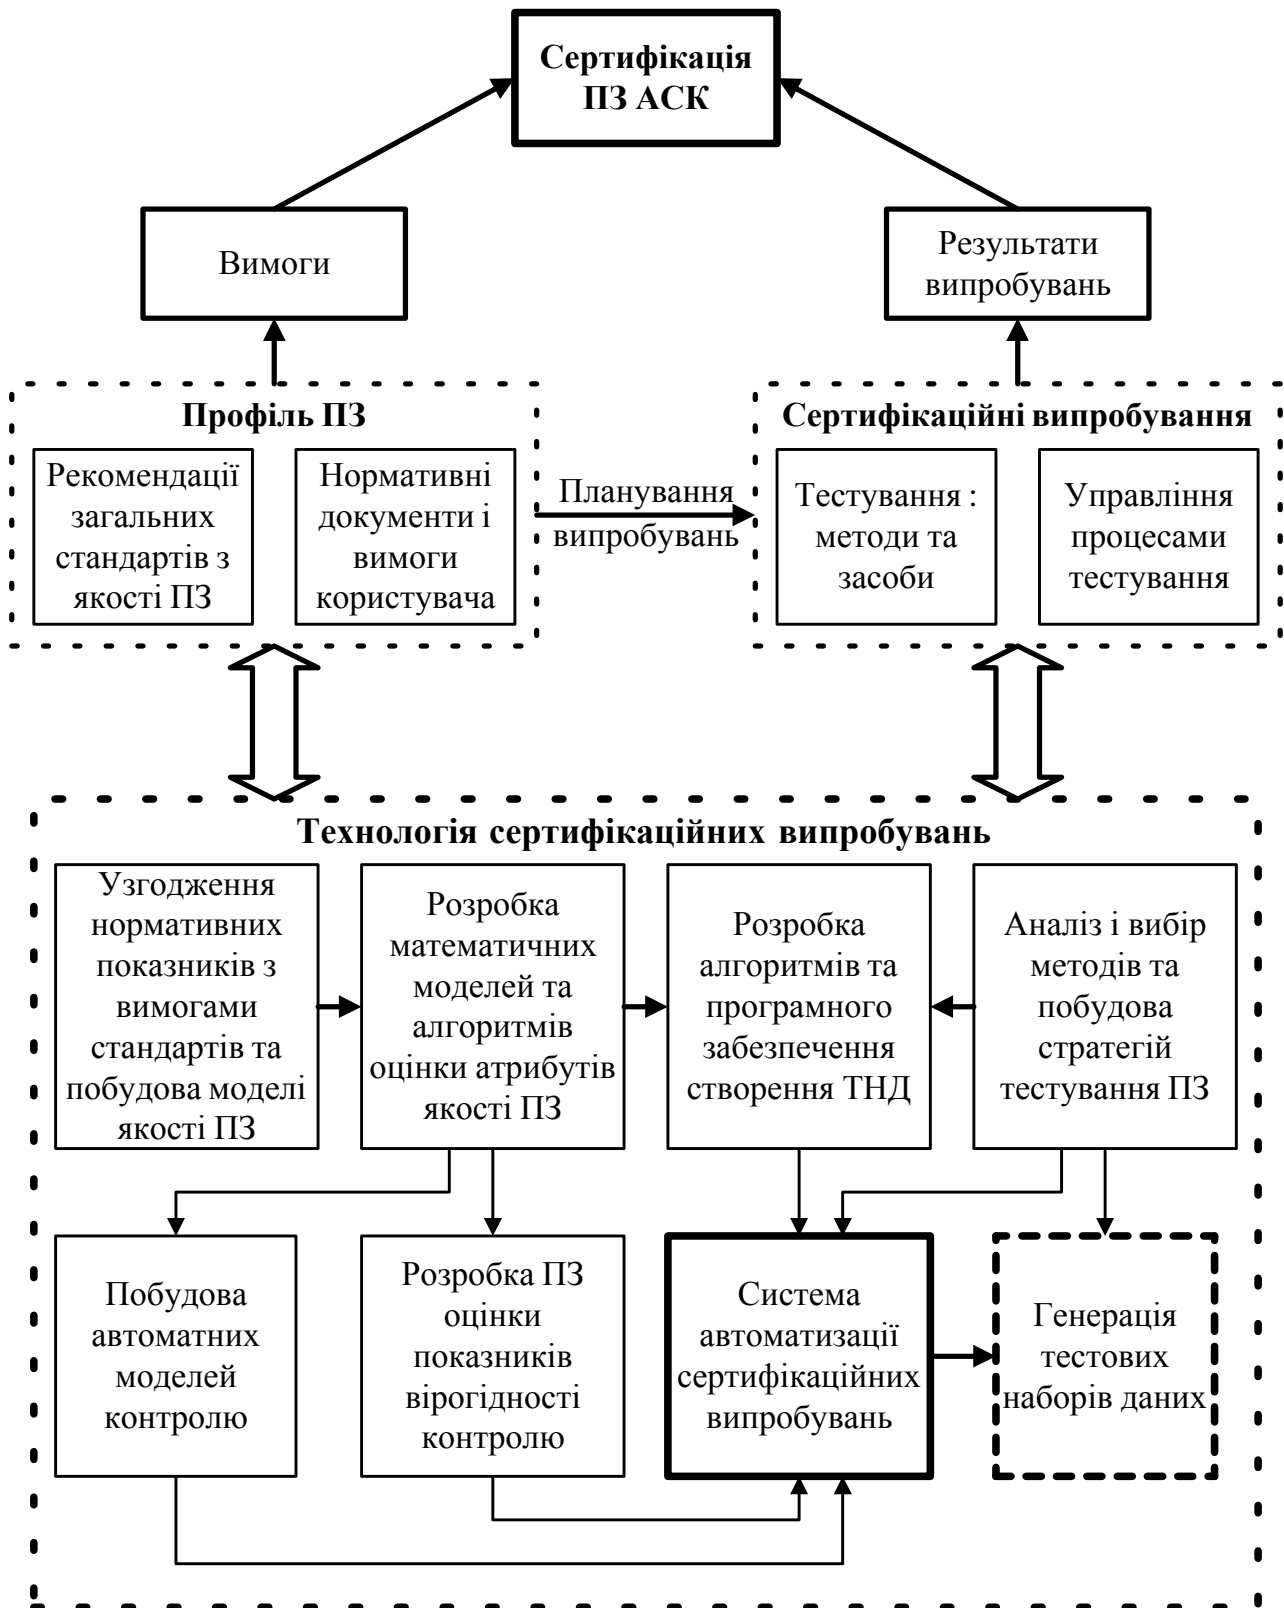 Сертифікація
ПЗ АСК
Вимоги
Результати
випробувань
Профіль ПЗ
Рекомендації
загальних
стандартів з
якості ПЗ
Нормативні
документи і
вимоги
користувача
Планування
випробувань
Сертифікаційні випробування
Тестування :
методи та
засоби
Управління
процесами
тестування
Технологія сертифікаційних випробувань
Узгодження
нормативних
показників з
вимогами
стандартів та
побудова моделі
якості ПЗ
Розробка
математичних
моделей та
алгоритмів
оцінки атрибутів
якості ПЗ
Розробка
алгоритмів та
програмного
забезпечення
створення ТНД
Аналіз і вибір
методів та
побудова
стратегій
тестування ПЗ
Побудова
автоматних
моделей
контролю
Розробка ПЗ
оцінки
показників
вірогідності
контролю
Система
автоматизації
сертифікаційних
випробувань
Генерація
тестових
наборів даних